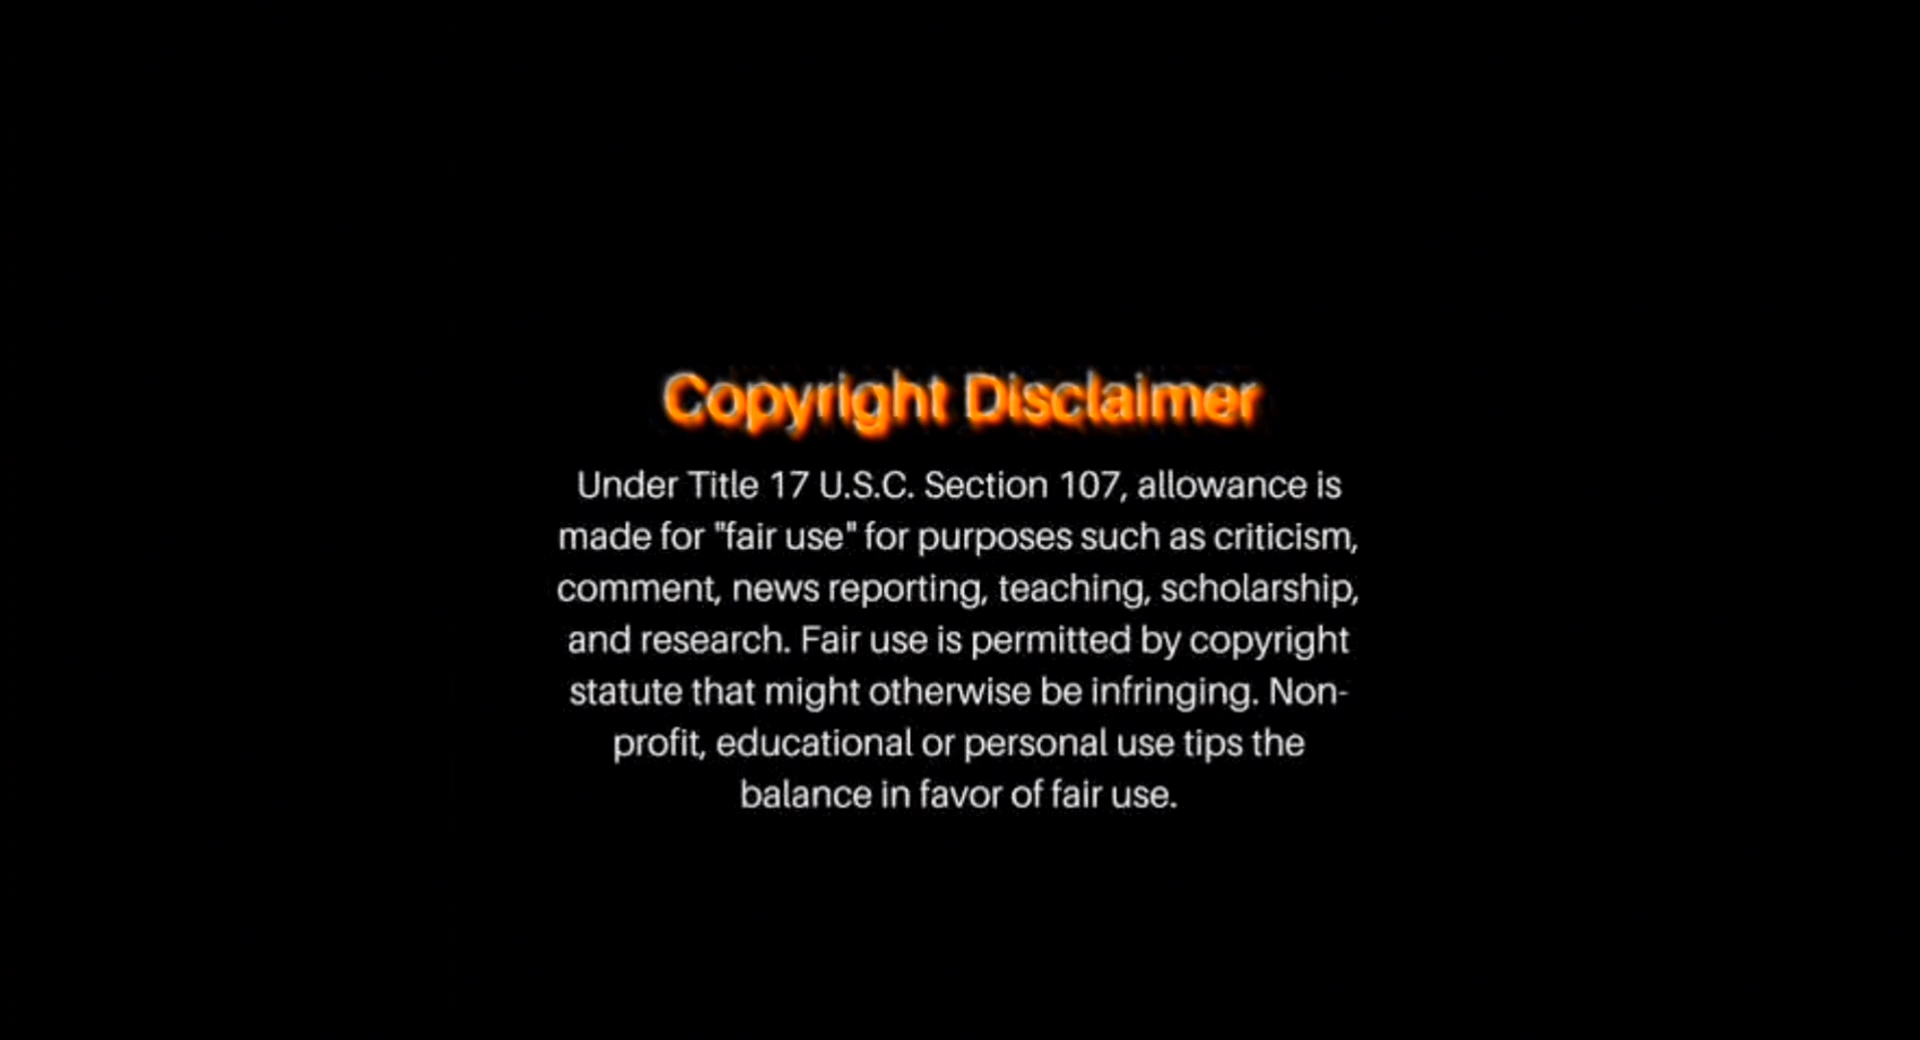 Copyright Disclaimer
Under Title 17 U.S.C. Section 107, allowance is
made for "fair use" for purposes such as criticism,
comment, news reporting, teaching, scholarship,
and research. Fair use is permitted by copyright
statute that might otherwise be infringing. Non-
profit, educational or personal use tips the
balance in favor of fair use.